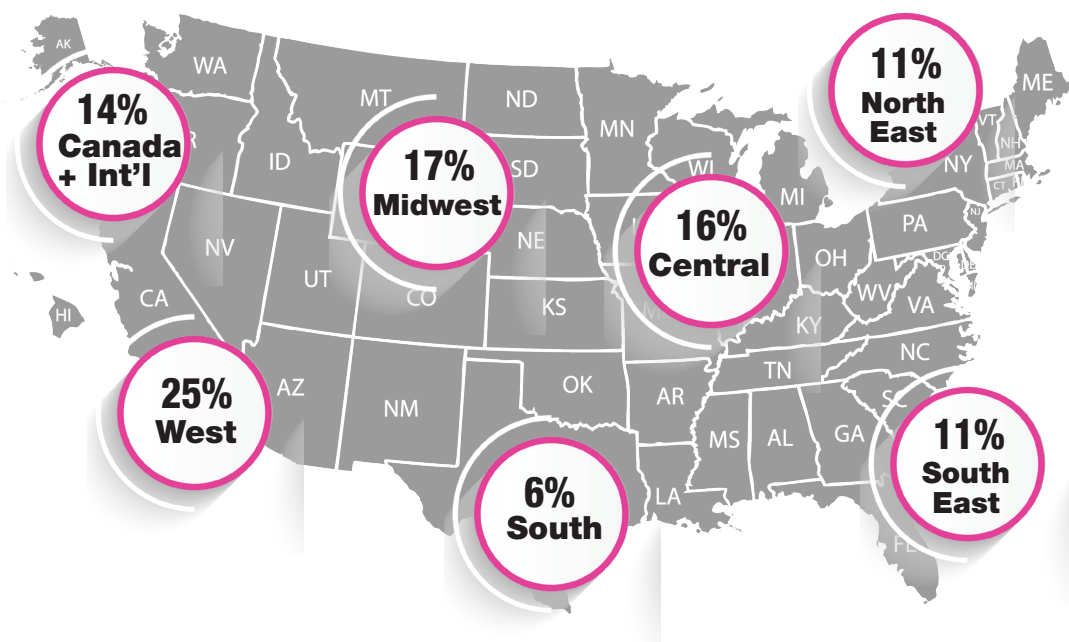 AK
WA
MT
ND
MN
ME
11%
North
East
VT
NH
MA
CT
NY
14%
Canada
+ Int'l
ID
SD
WI
MI
17%
Midwest
16%
Central
PA
NJ
NV
NE
OH
DC
UT
CO
KS
WV
VA
CA
HI
KY
NC
TN
25%
West
AZ
NM
OK
AR
SC
MS
AL
GA
LA
11%
South
East
6%
South
FL